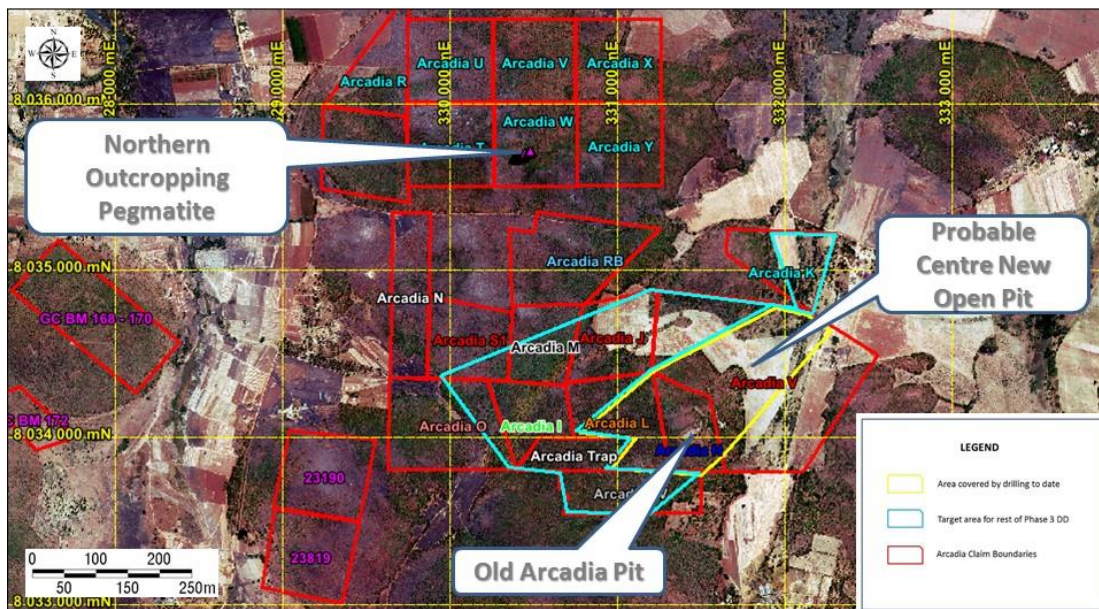 N
W E
S
328 000 mE
329 000 mE
330 000 mE
331 000 mE
332 000 mE
333 000 mE
8 036 000 mN
Arcadia R
Arcadia U
Arcadia V
Arcadia X
Arcadia W
Arcadia T
Arcadia Y
Northern
Outcropping
Pegmatite
Probable
Centre New
Open Pit
8 035 000 mN
Arcadia RB
Arcadia K
Arcadia N
GC BM 168 - 170
Arcadia S1
Arcadia M
Arcadia J
Arcadia V
BM 172
8 034 000 mN
Arcadia O
Arcadia I
Arcadia L
Arcadia Trap
23190
23819
Old Arcadia Pit
0 100 200
50 150 250m
8 033 000 mN
LEGEND
Area covered by drilling to date
Target area for rest of Phase 3 DD
Arcadia Claim Boundaries